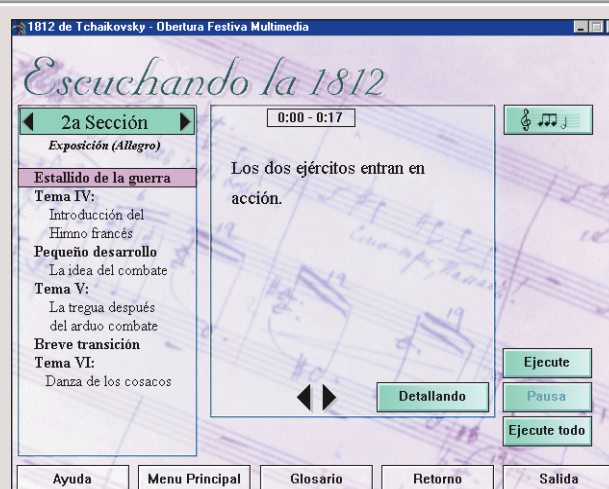 1812 de Tchaikovsky - Obertura Festiva Multimedia
Escuchando la 1812
2a Sección
Exposición (Allegro)
Estallido de la guerra
Tema IV:
Introducción del
Himno francés
Pequeño desarrollo
La idea del combate
Tema V:
La tregua después
del arduo combate
Breve transición
Tema VI:
Danza de los cosacos
0:00 - 0:17
Los dos ejércitos entran en
acción.
Detallando
Ejecute
Pausa
Ejecute todo
Ayuda
Menu Principal
Glosario
Retorno
Salida